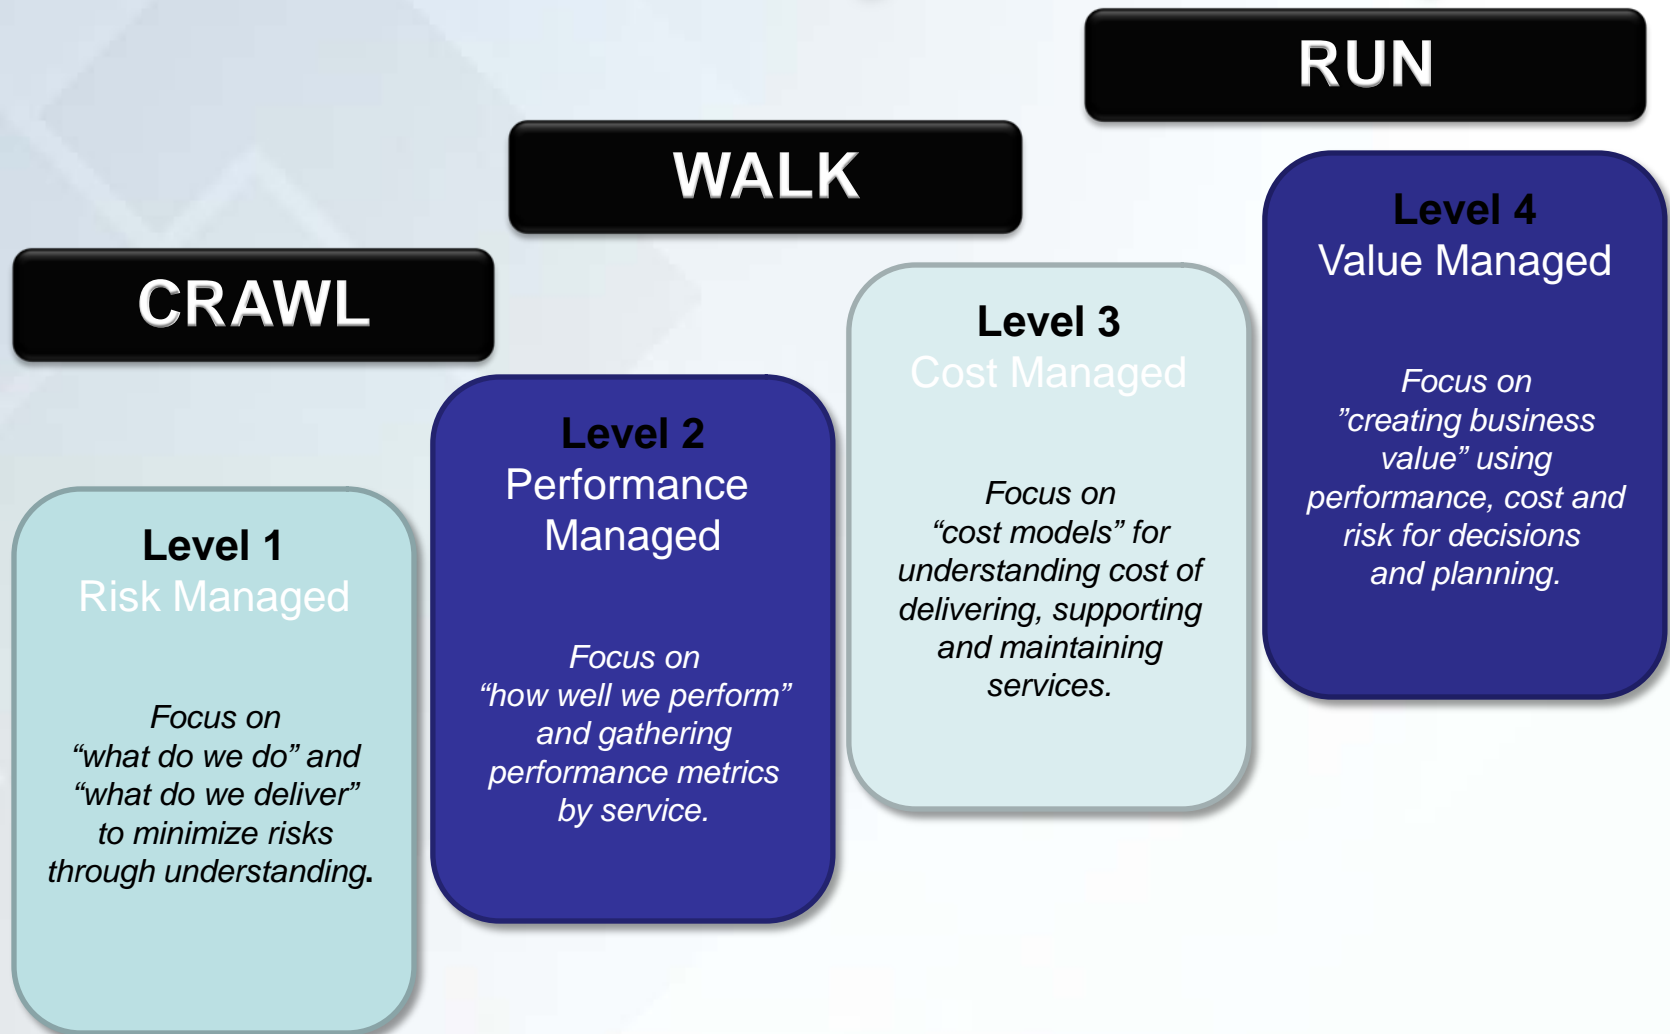 RUN
WALK
CRAWL
Level 1
Risk Managed
Focus on
“what do we do” and
“what do we deliver”
to minimize risks
through understanding.
Level 2
Performance
Managed
Focus on
“how well we perform”
and gathering
performance metrics
by service.
Level 3
Cost Managed
Focus on
“cost models” for
understanding cost of
delivering, supporting
and maintaining
services.
Level 4
Value Managed
Focus on
”creating business
value” using
performance, cost and
risk for decisions
and planning.